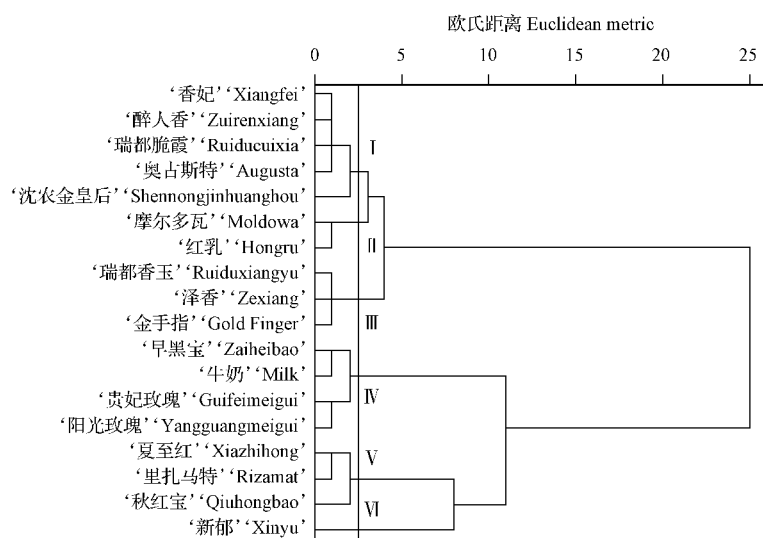 欧氏距离 Euclidean metric
0 5 10 15 20 25
‘香妃’‘Xiangfei’
‘醉人香’‘Zuirenxiang’
‘瑞都脆霞’‘Ruiducuixia’
Ⅰ
‘奥占斯特’‘Augusta’
‘沈农金皇后’‘Shennongjinhuanghou’
‘摩尔多瓦’‘Moldowa’
‘红乳’‘Hongru’
Ⅱ
‘瑞都香玉’‘Ruiduxiangyu’
‘泽香’‘Zexiang’
‘金手指’‘Gold Finger’
Ⅲ
‘早黑宝’‘Zaiheibao’
‘牛奶’‘Milk’
‘贵妃玫瑰’‘Guifeimeigui’
Ⅳ
‘阳光玫瑰’‘Yangguangmeigui’
‘夏至红’‘Xiazhihong’
Ⅴ
‘里扎马特’‘Rizamat’
‘秋红宝’‘Qiuhongbao’
Ⅵ
‘新郁’‘Xinyu’